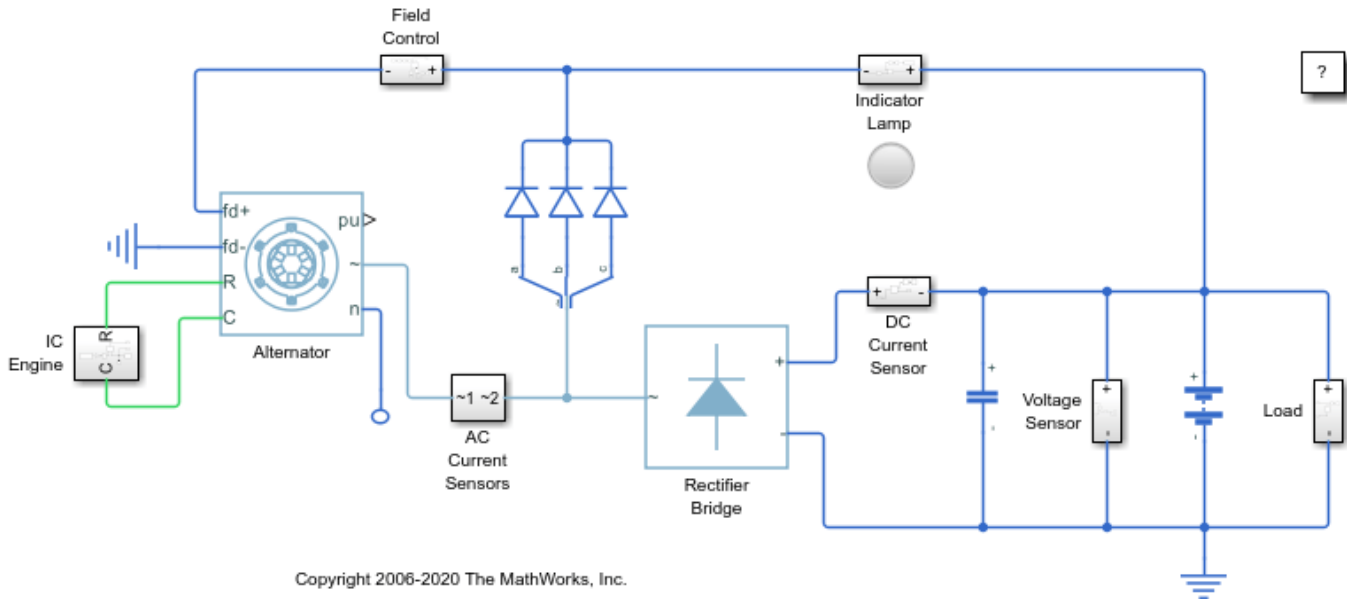 Field
Control
- +
- +
?
Indicator
Lamp
fd+
pu
fd-
~
R
n
C
a
b
c
IC
Engine
R
C
Alternator
+ -
DC
Current
Sensor
~1 ~2
AC
Current
Sensors
~
+
-
Rectifier
Bridge
+
-
Voltage
Sensor
+
-
+
-
Load
+
-
Copyright 2006-2020 The MathWorks, Inc.